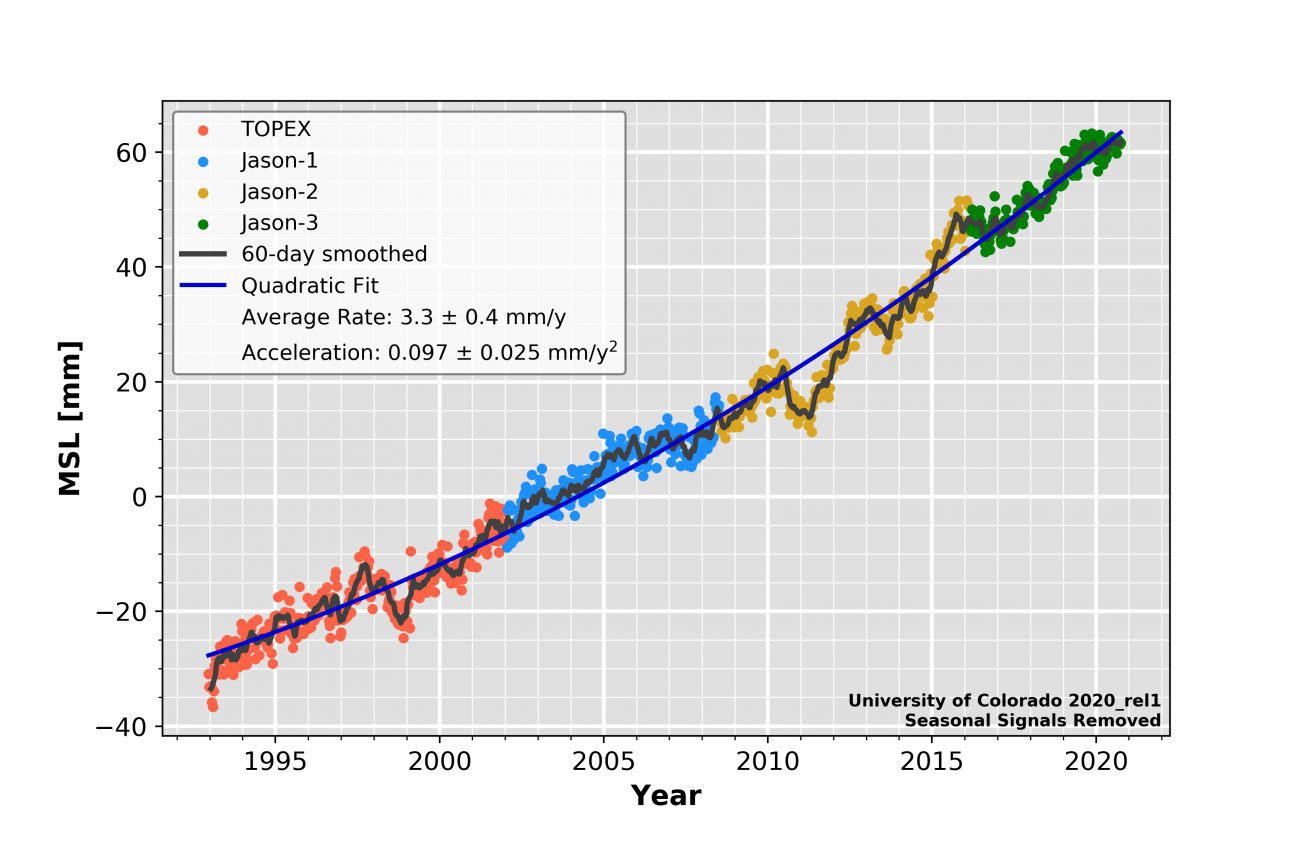 TOPEX
Jason-1
Jason-2
Jason-3
60-day smoothed
Quadratic Fit
Average Rate: 3.3 ± 0.4 mm/y
Acceleration: 0.097 ± 0.025 mm/y²
60
40
20
0
−20
−40
MSL [mm]
University of Colorado 2020_rel1
Seasonal Signals Removed
1995 2000 2005 2010 2015 2020
Year